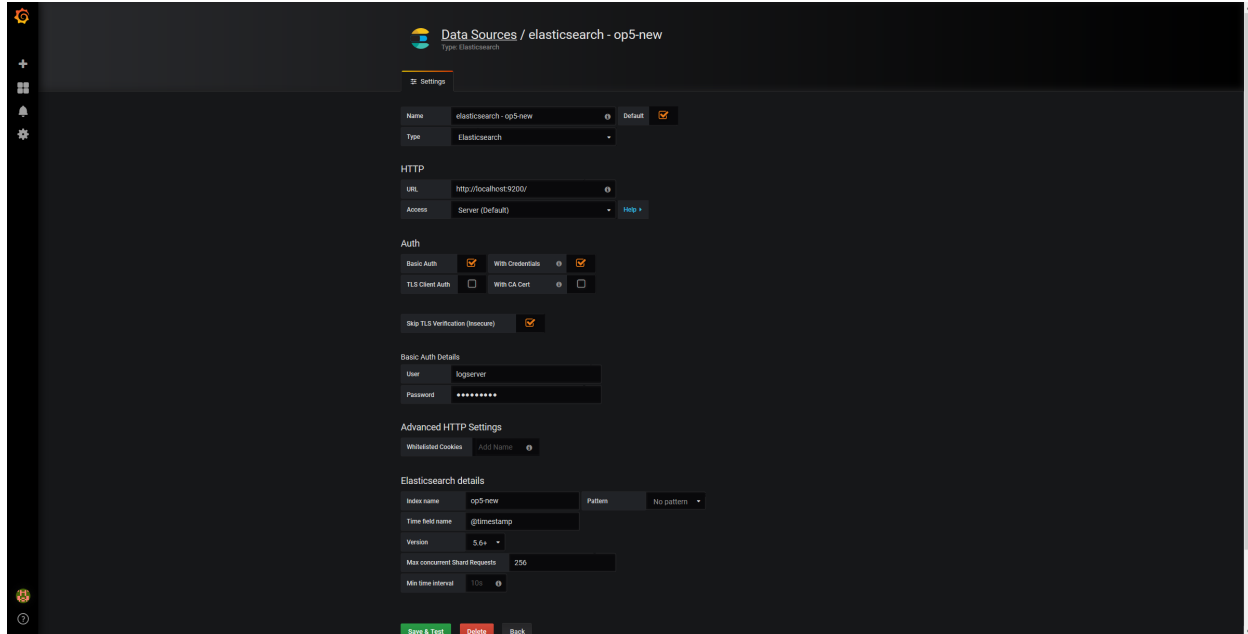 Data Sources / elasticsearch - op5-new
Type: Elasticsearch
Settings
Name elasticsearch - op5-new Default
Type Elasticsearch
HTTP
URL http://localhost:9200/
Access Server (Default) Help
Auth
Basic Auth With Credentials
TLS Client Auth With CA Cert
Skip TLS Verification (Insecure)
Basic Auth Details
User logserver
Password •••••••••
Advanced HTTP Settings
Whitelisted Cookies Add Name
Elasticsearch details
Index name op5-new Pattern No pattern
Time field name @timestamp
Version 5.6+
Max concurrent Shard Requests 256
Min time interval 10s
Save & Test Delete Back